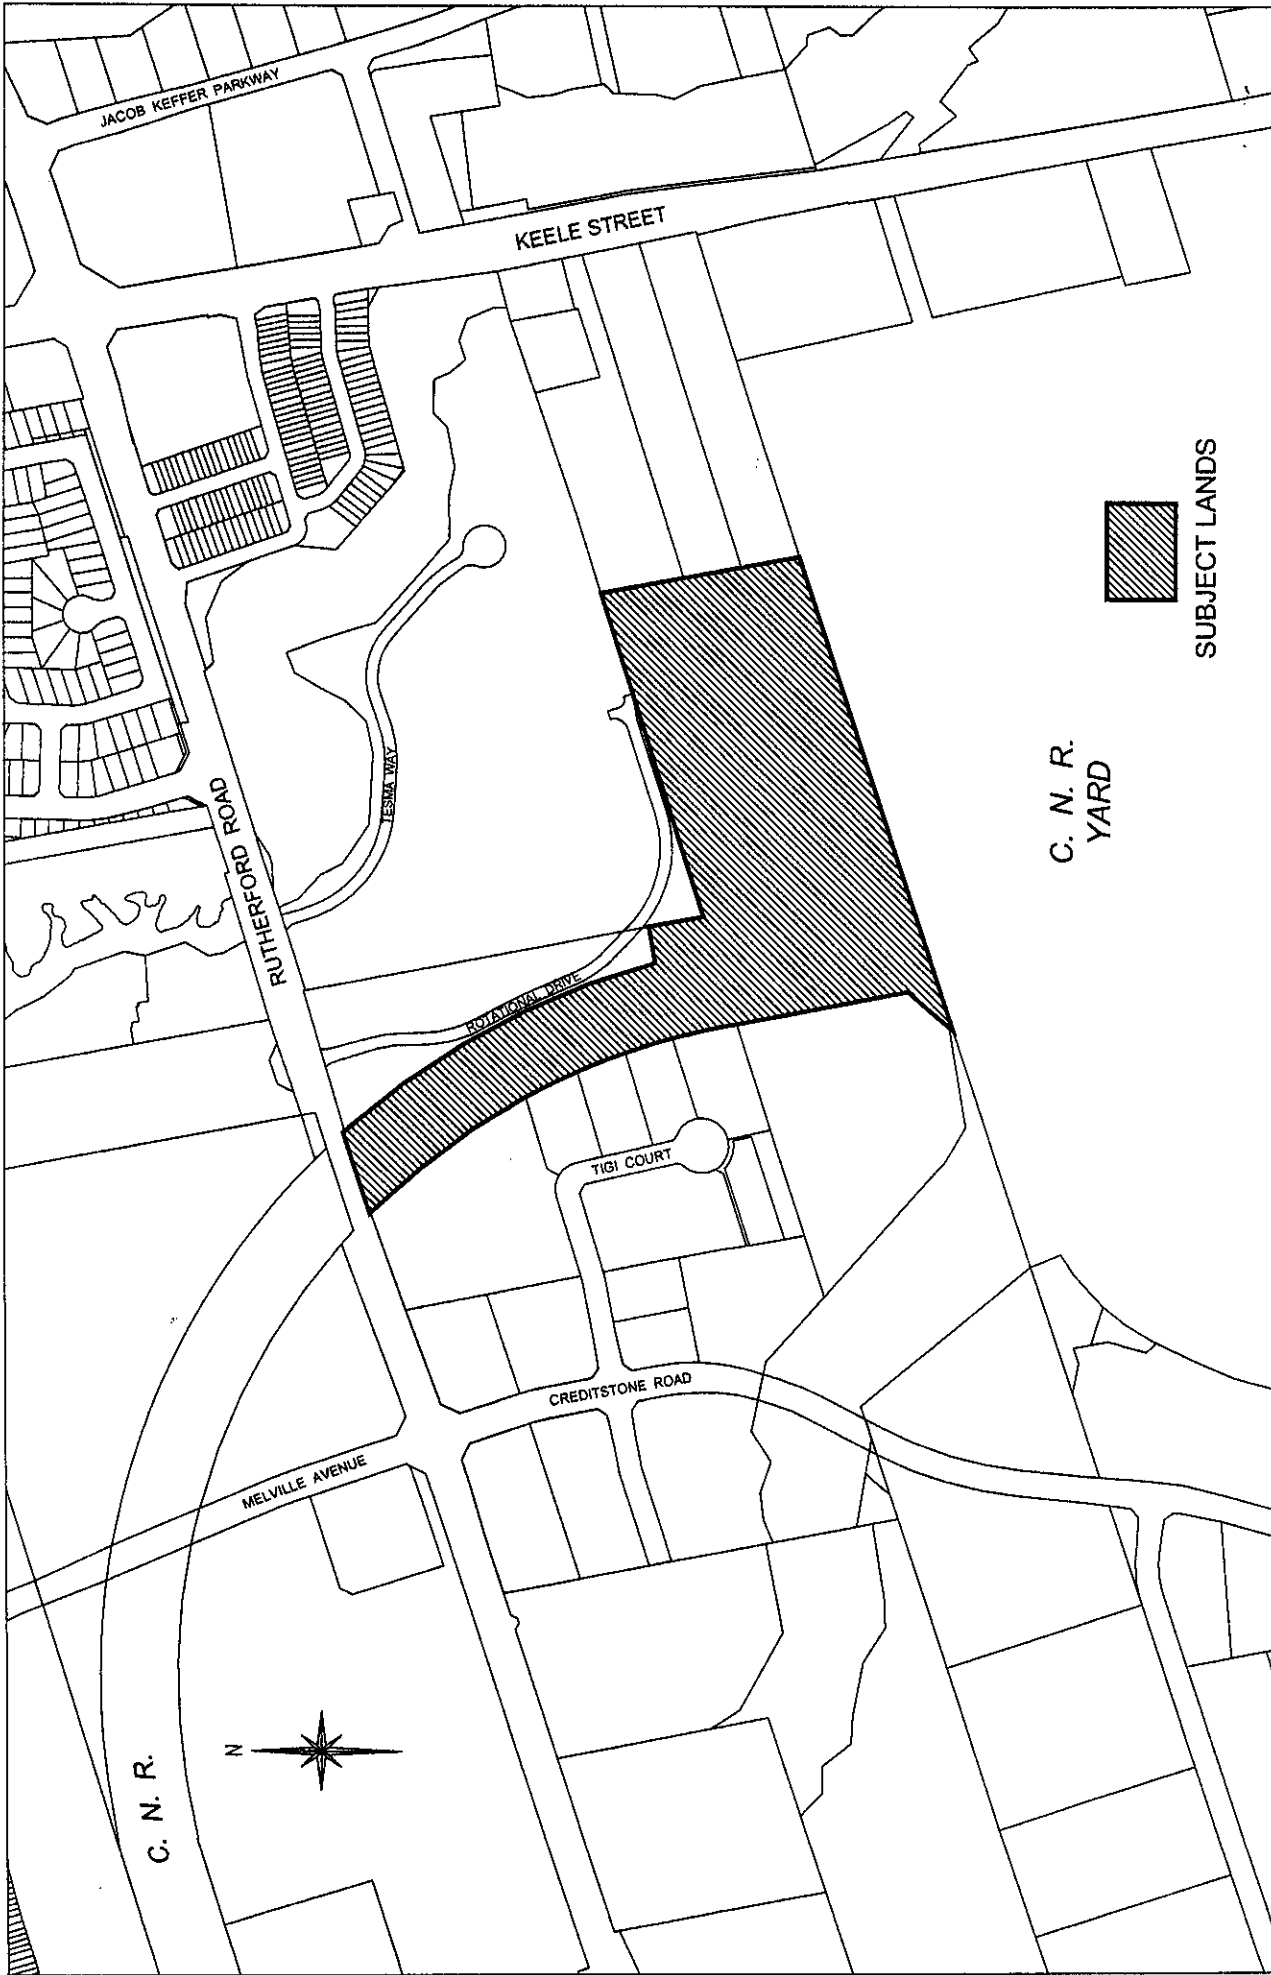 JACOB KEFFER PARKWAY
KEELE STREET
RUTHERFORD ROAD
TESMA WAY
ROTATIONAL DRIVE
TIGI COURT
CREDITSTONE ROAD
MELVILLE AVENUE
C. N. R.
N
C. N. R.
YARD
SUBJECT LANDS